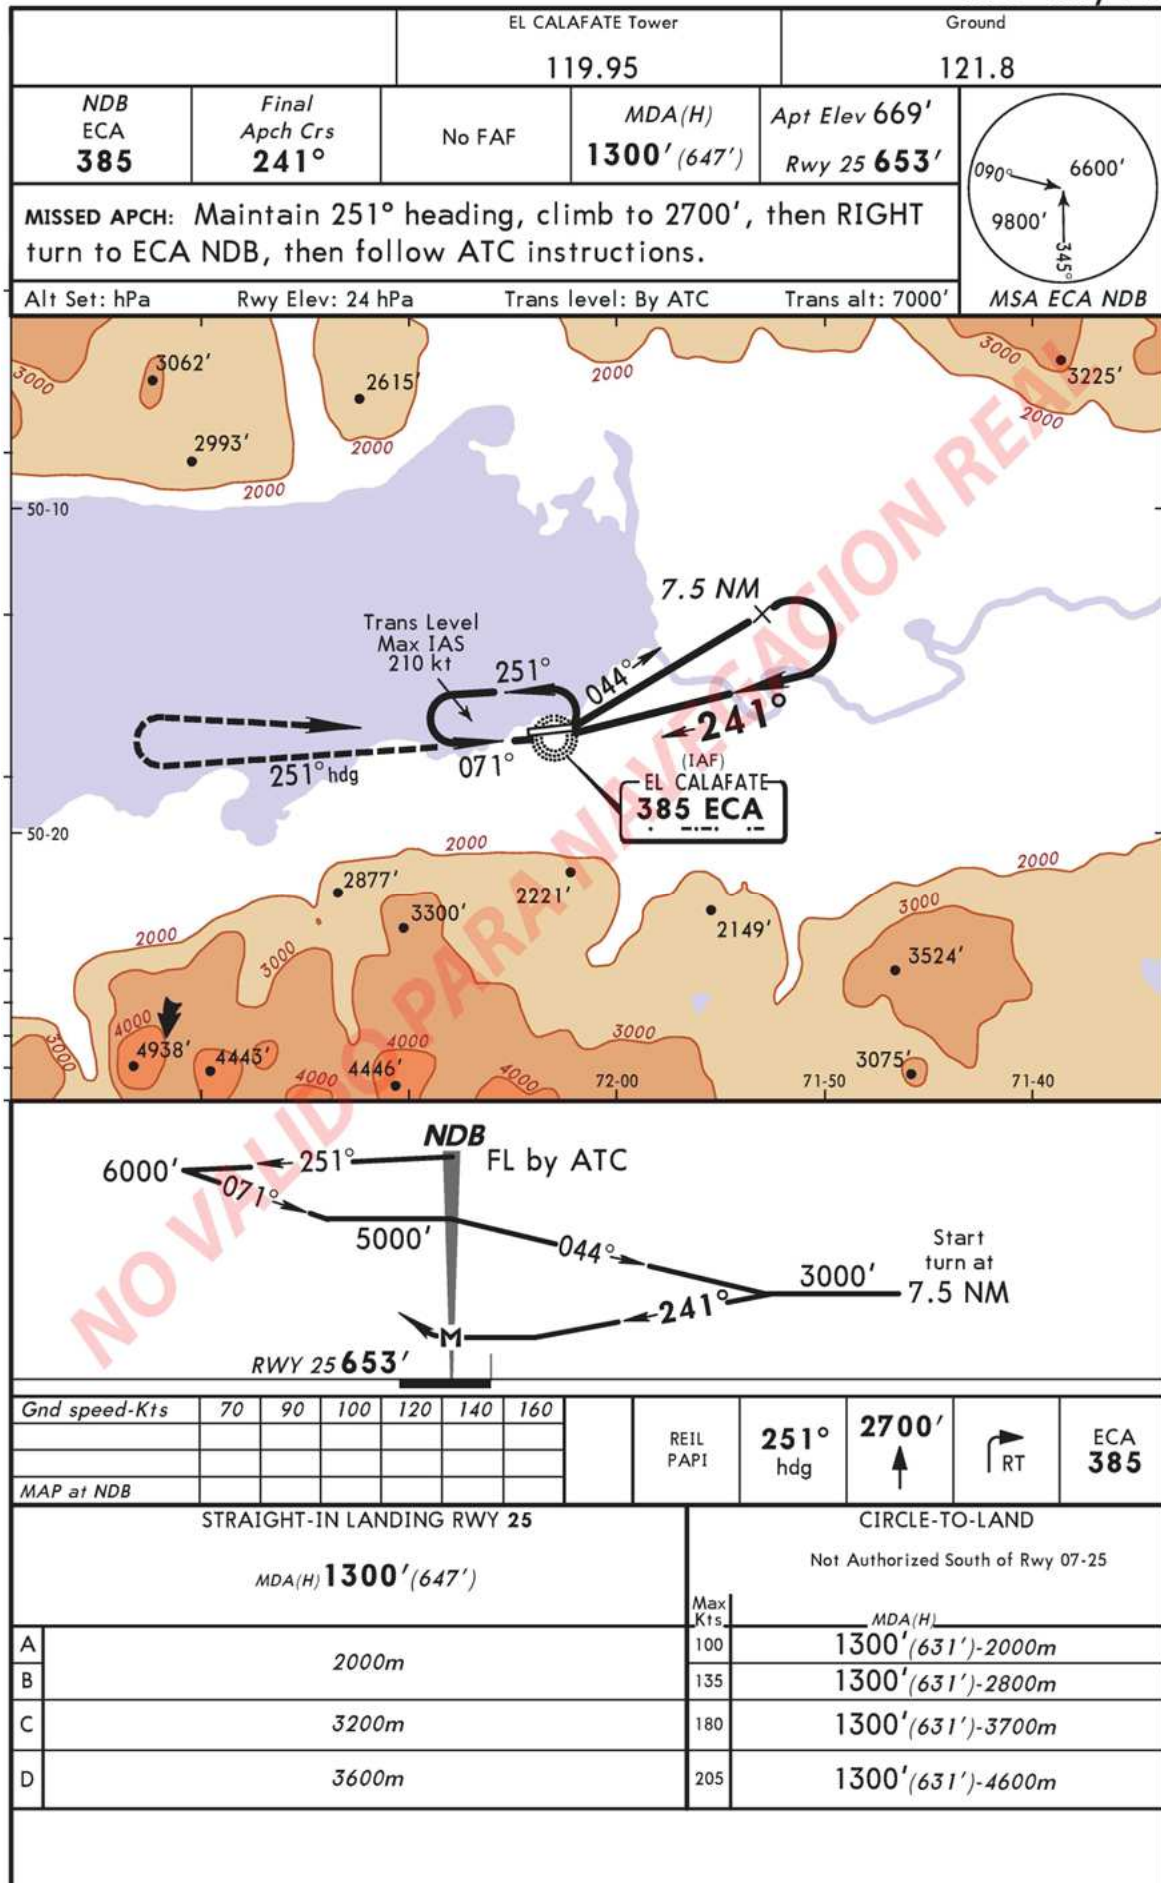 EL CALAFATE Tower
119.95
Ground
121.8
NDB
ECA
385
Final
Apch Crs
241°
No FAF
MDA(H)
1300' (647')
Apt Elev 669'
Rwy 25 653'
090°
6600'
9800'
345°
MSA ECA NDB
MISSED APCH: Maintain 251° heading, climb to 2700', then RIGHT
turn to ECA NDB, then follow ATC instructions.
Alt Set: hPa Rwy Elev: 24 hPa Trans level: By ATC Trans alt: 7000'
3000
3062'
2615'
2000
3000
3225'
2993'
2000
2000
2000
50-10
7.5 NM
Trans Level
Max IAS
210 kt
251°
044°
241°
251° hdg
071°
(IAF)
EL CALAFATE
385 ECA
50-20
2000
2000
2877'
2221'
3300'
2149'
3000
2000
3000
3524'
4000
3000
3000
4938'
4443'
4000
4446'
3075'
4000
4000
72-00
71-50
71-40
NO VALIDO PARA NAVEGACION REAL
NDB
6000'
251°
FL by ATC
071°
5000'
044°
3000'
Start
turn at
7.5 NM
241°
M
RWY 25 653'
Gnd speed-Kts 70 90 100 120 140 160
MAP at NDB
REIL
PAPI
251°
hdg
2700'
RT
ECA
385
STRAIGHT-IN LANDING RWY 25
MDA(H) 1300' (647')
CIRCLE-TO-LAND
Not Authorized South of Rwy 07-25
Max
Kts
MDA(H)
A
B
2000m
100 1300' (631')-2000m
135 1300' (631')-2800m
C 3200m 180 1300' (631')-3700m
D 3600m 205 1300' (631')-4600m